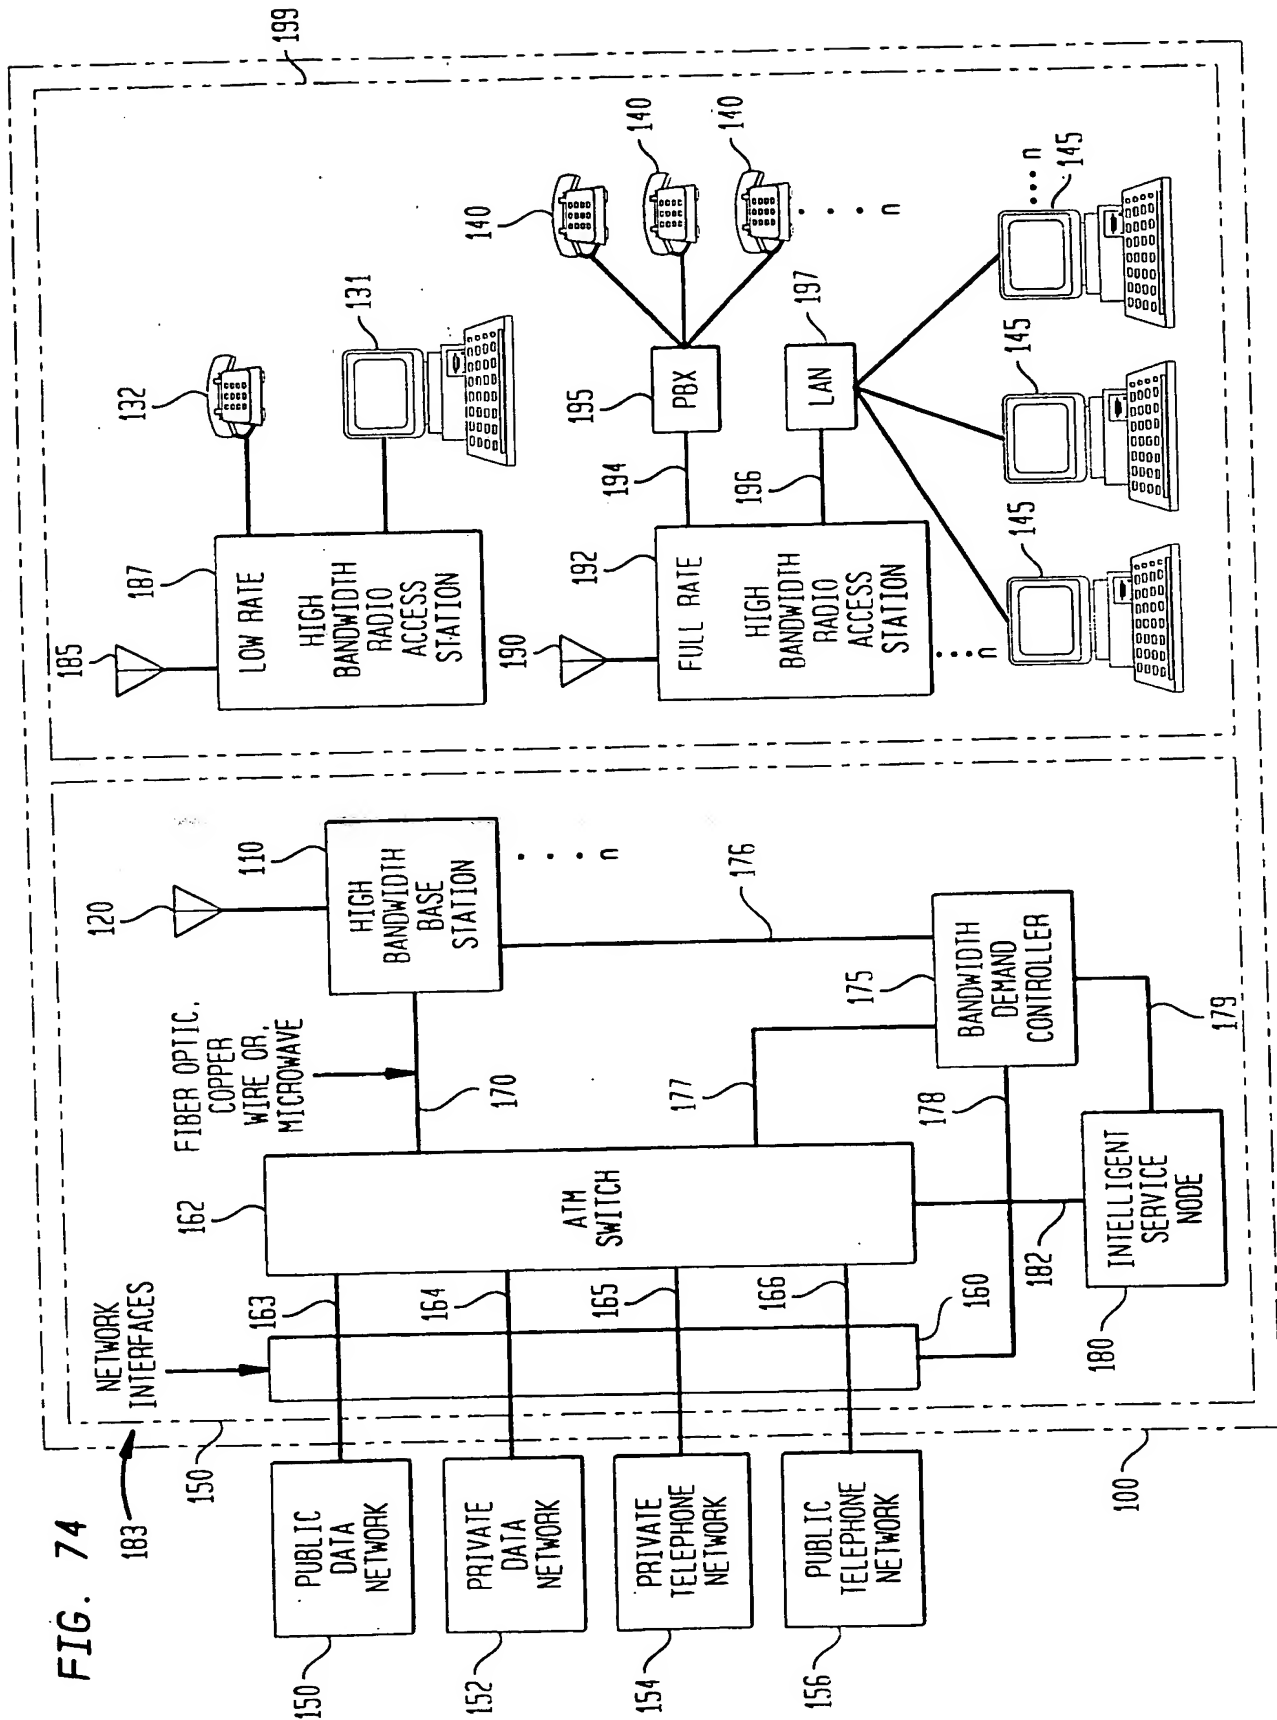 FIG. 74
183
NETWORK
INTERFACES
150
100
150
PUBLIC
DATA
NETWORK
152
PRIVATE
DATA
NETWORK
154
PRIVATE
TELEPHONE
NETWORK
156
PUBLIC
TELEPHONE
NETWORK
163
164
165
166
160
162
ATM
SWITCH
FIBER OPTIC,
COPPER
WIRE OR,
MICROWAVE
170
120
110
HIGH
BANDWIDTH
BASE
STATION
. . . . n
176
177
175
BANDWIDTH
DEMAND
CONTROLLER
178
179
182
180
INTELLIGENT
SERVICE
NODE
199
185
187
LOW RATE
HIGH
BANDWIDTH
RADIO
ACCESS
STATION
132
131
190
192
FULL RATE
HIGH
BANDWIDTH
RADIO
ACCESS
STATION
....n
194
195
PBX
140
140
140
. . . . n
196
197
LAN
145
145
145
....n